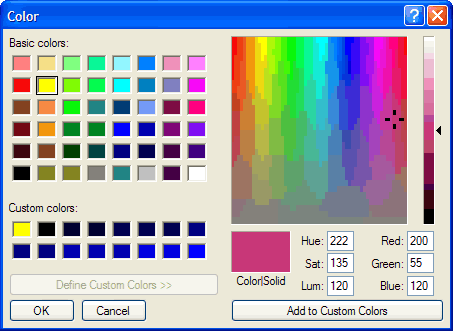 Color
Basic colors:
Custom colors:
Define Custom Colors >>
OK
Cancel
Color|Solid
Hue: 222
Sat: 135
Lum: 120
Red: 200
Green: 55
Blue: 120
Add to Custom Colors